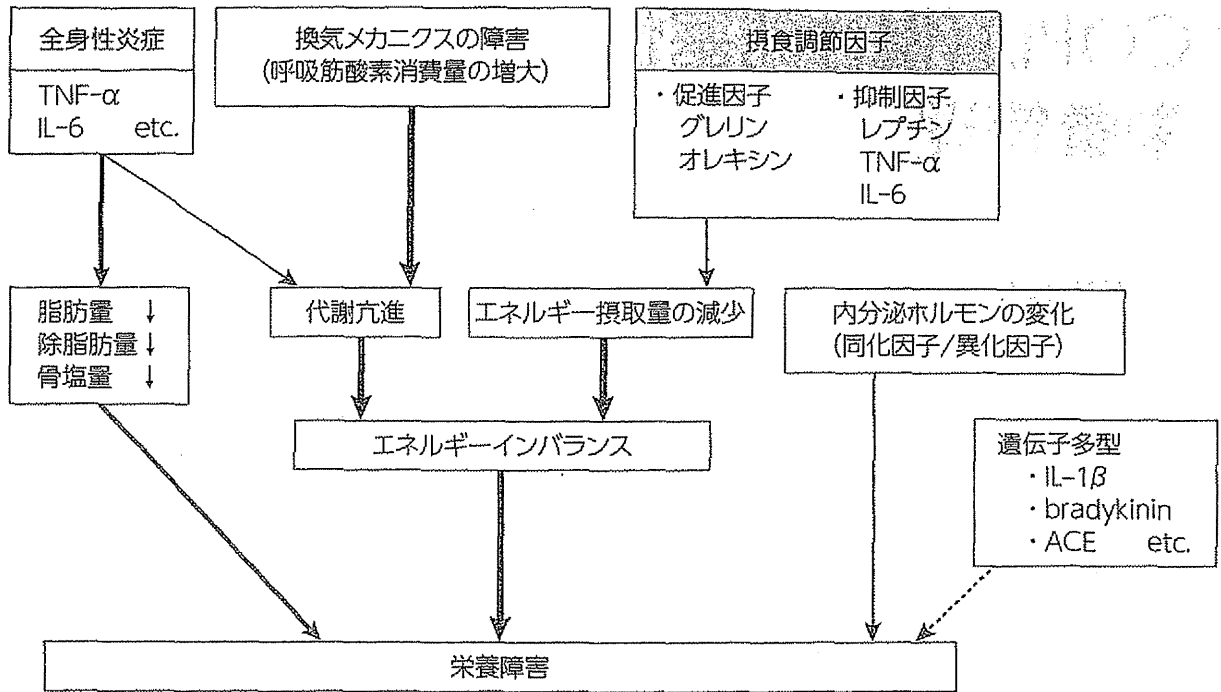 全身性炎症
TNF-α
IL-6 etc.
換気メカニクスの障害
(呼吸筋酸素消費量の増大)
摂食調節因子
・促進因子
グレリン
オレキシン
・抑制因子
レプチン
TNF-α
IL-6
脂肪量 ↓
除脂肪量↓
骨塩量 ↓
代謝亢進
エネルギー摂取量の減少
内分泌ホルモンの変化
(同化因子/異化因子)
エネルギーインバランス
遺伝子多型
・IL-1β
・bradykinin
・ACE etc.
栄養障害